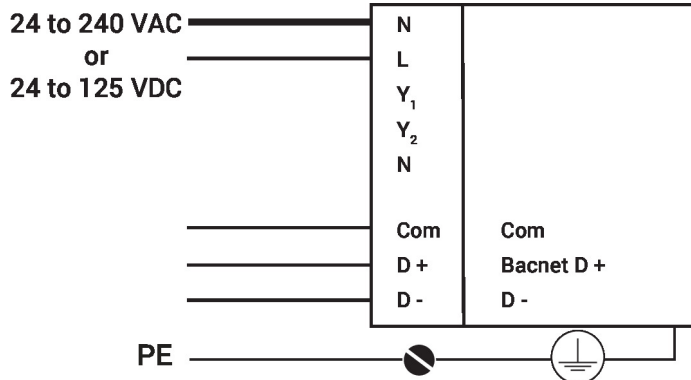 24 to 240 VAC
or
24 to 125 VDC
N
L
Y₁
Y₂
N
Com Com
D + Bacnet D +
D - D -
PE